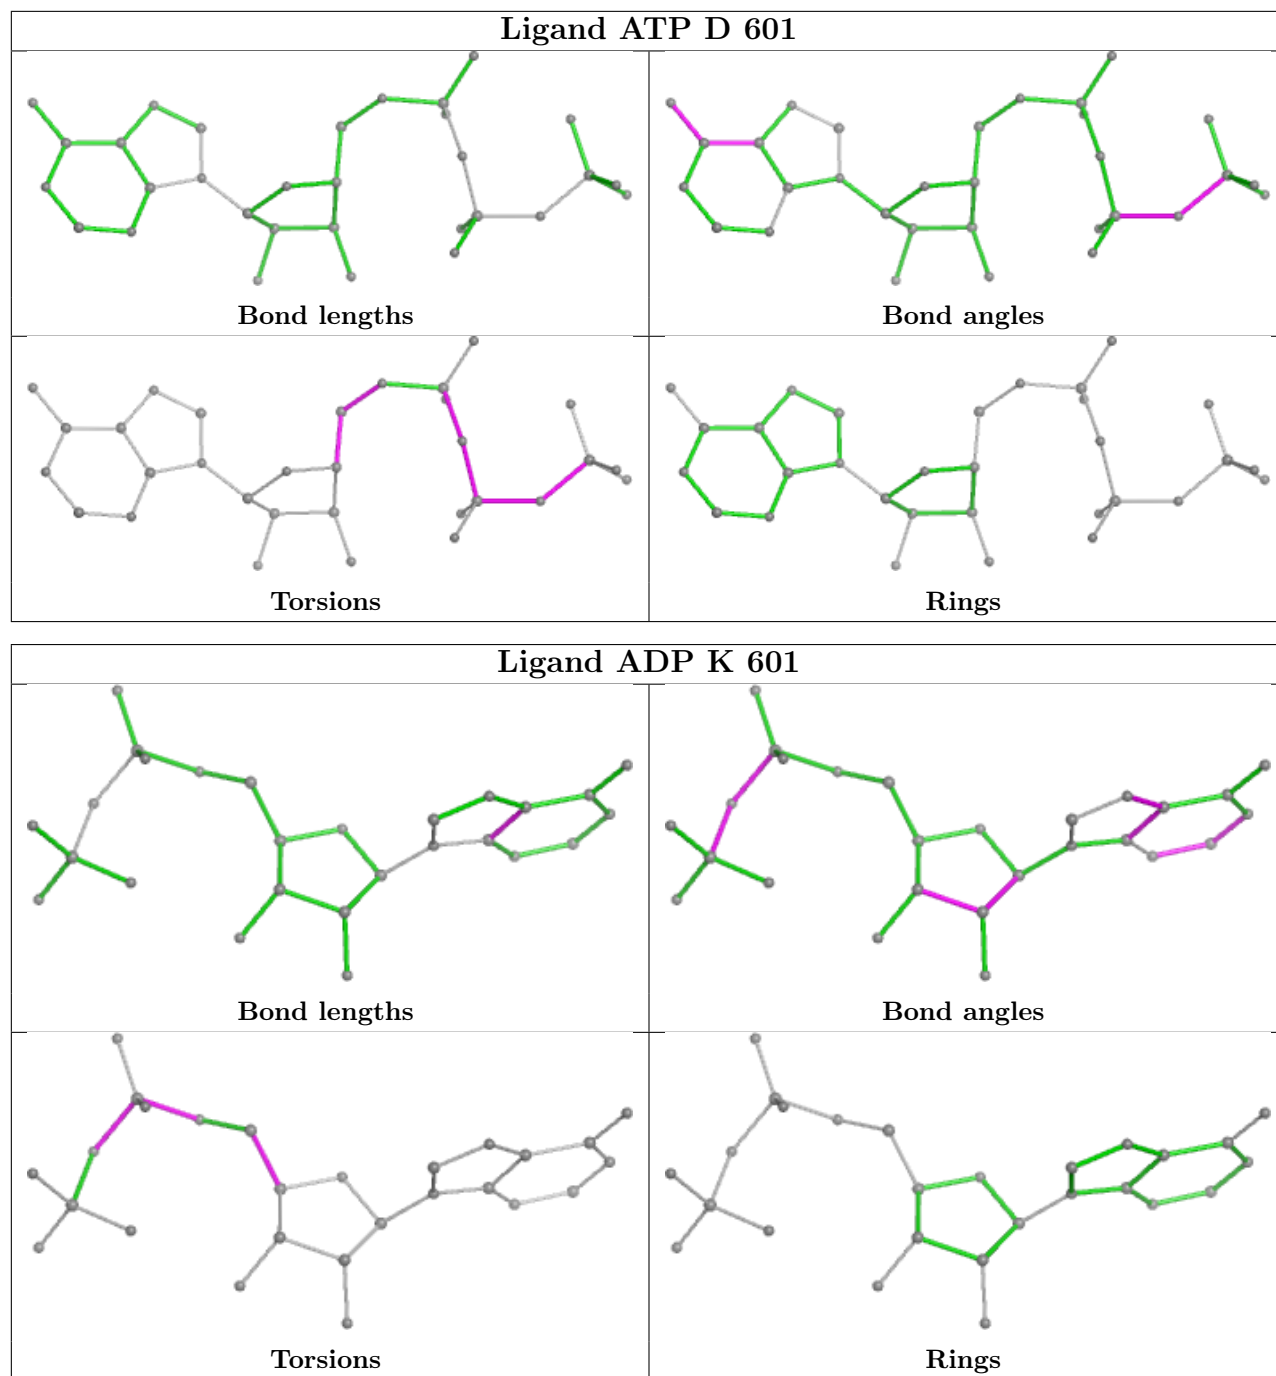 Ligand ATP D 601
Bond lengths
Bond angles
Torsions
Rings
Ligand ADP K 601
Bond lengths
Bond angles
Torsions
Rings